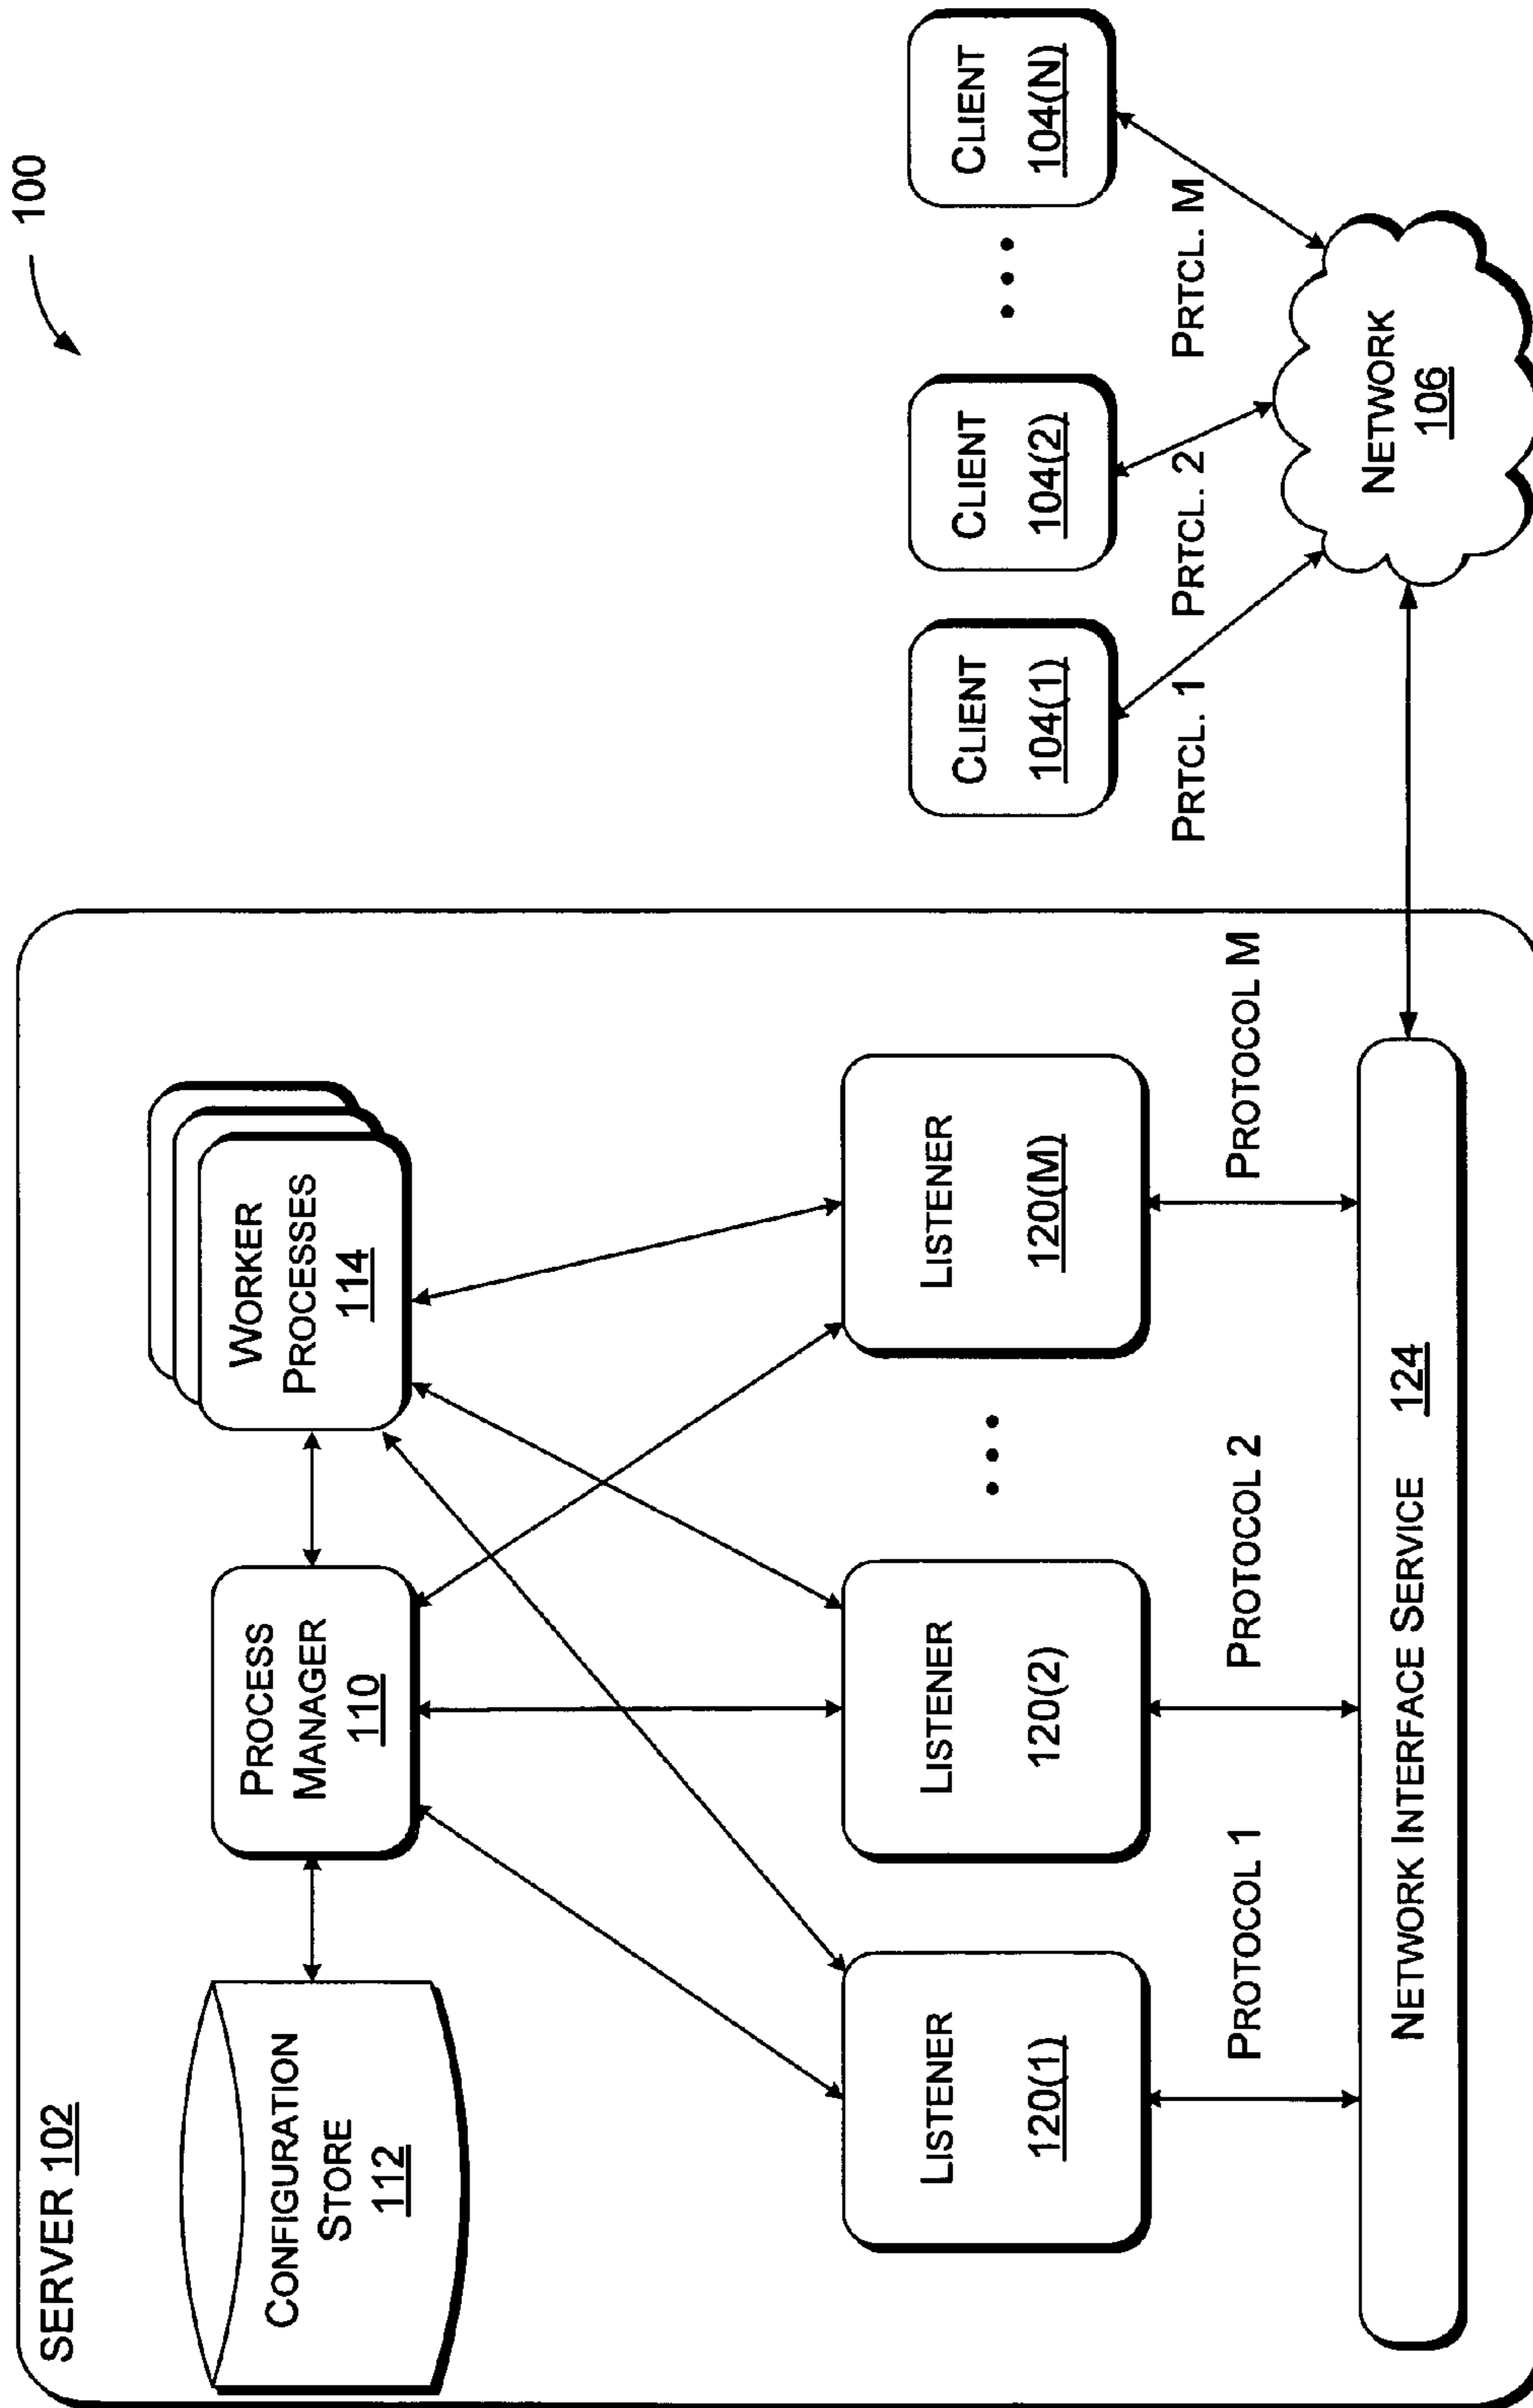 100
SERVER 102
CONFIGURATION
STORE
112
PROCESS
MANAGER
110
WORKER
PROCESSES
114
LISTENER
120(1)
LISTENER
120(2)
• • •
LISTENER
120(M)
PROTOCOL 1
PROTOCOL 2
PROTOCOL M
NETWORK INTERFACE SERVICE 124
CLIENT
104(1)
CLIENT
104(2)
• • •
CLIENT
104(N)
PRTCL. 1
PRTCL. 2
PRTCL. M
NETWORK
106